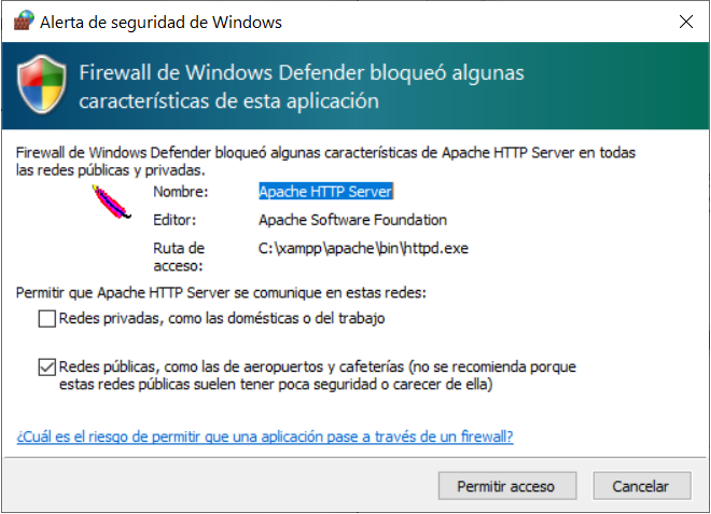 Alerta de seguridad de Windows
Firewall de Windows Defender bloqueó algunas
características de esta aplicación
Firewall de Windows Defender bloqueó algunas características de Apache HTTP Server en todas
las redes públicas y privadas.
Nombre: Apache HTTP Server
Editor: Apache Software Foundation
Ruta de C:\xampp\apache\bin\httpd.exe
acceso:
Permitir que Apache HTTP Server se comunique en estas redes:
Redes privadas, como las domésticas o del trabajo
Redes públicas, como las de aeropuertos y cafeterías (no se recomienda porque
estas redes públicas suelen tener poca seguridad o carecer de ella)
¿Cuál es el riesgo de permitir que una aplicación pase a través de un firewall?
Permitir acceso Cancelar